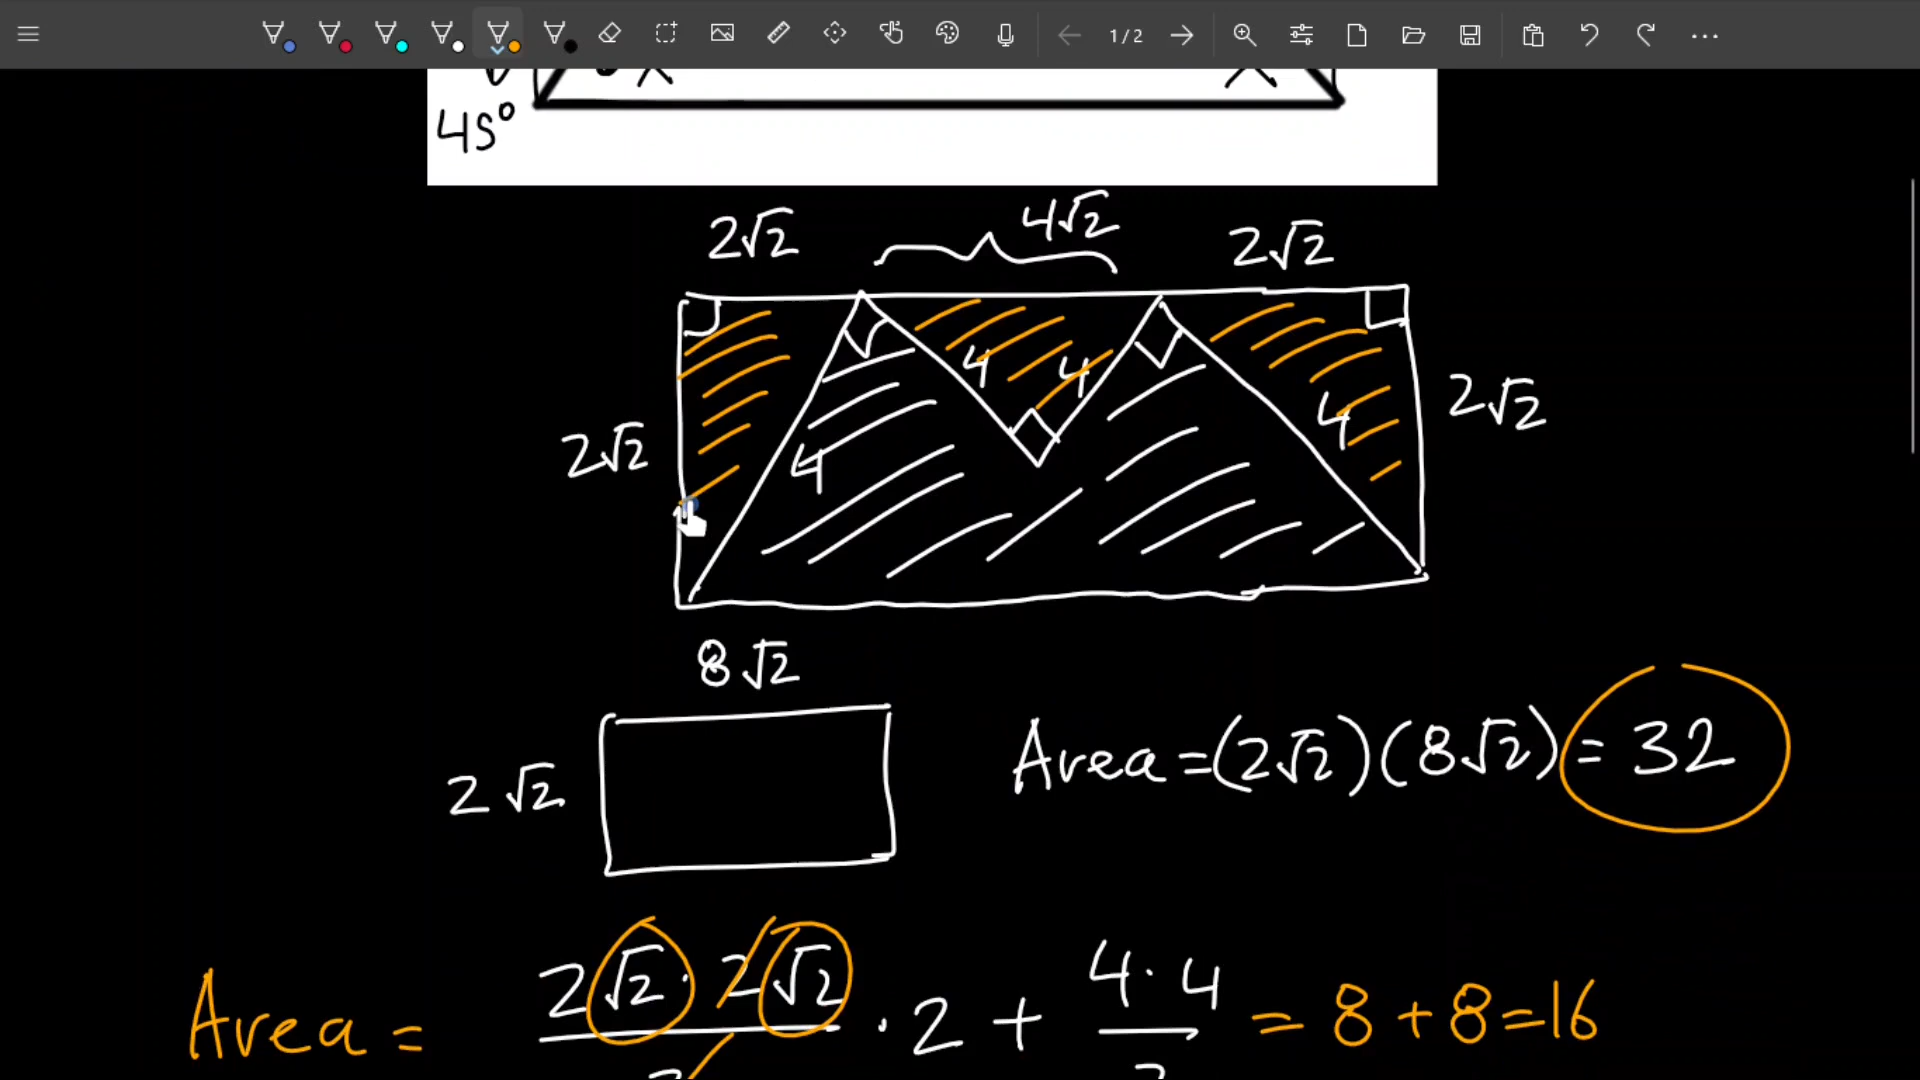 1/2
45°
2√2 4√2 2√2
4 4
2√2 4 4 2√2
8√2
2√2
Area = (2√2)(8√2) = 32
Area = 2√2 · 2√2 · 2 + 4 · 4 = 8 + 8 = 16